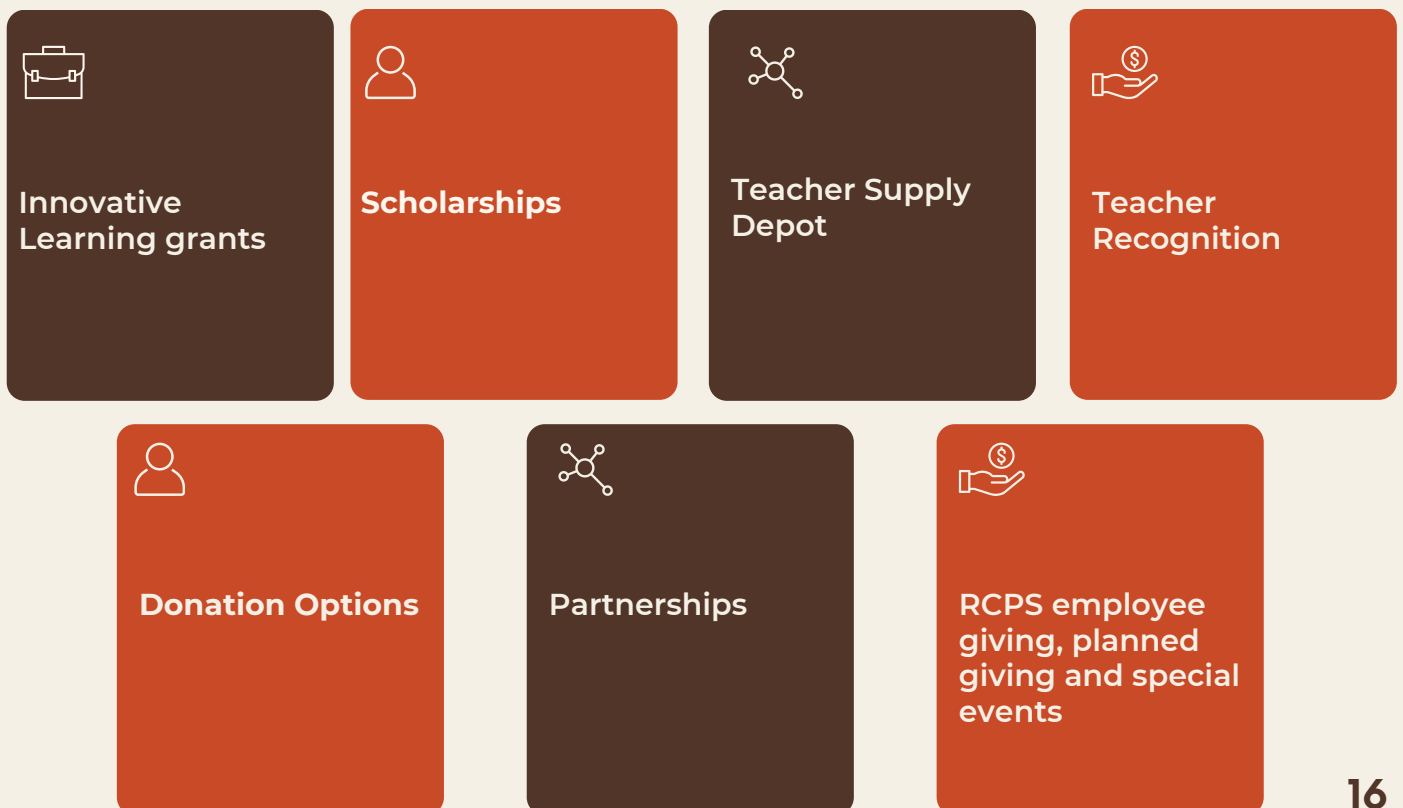 Innovative
Learning grants
Scholarships
Teacher Supply
Depot
Teacher
Recognition
Donation Options
Partnerships
RCPS employee
giving, planned
giving and special
events
16